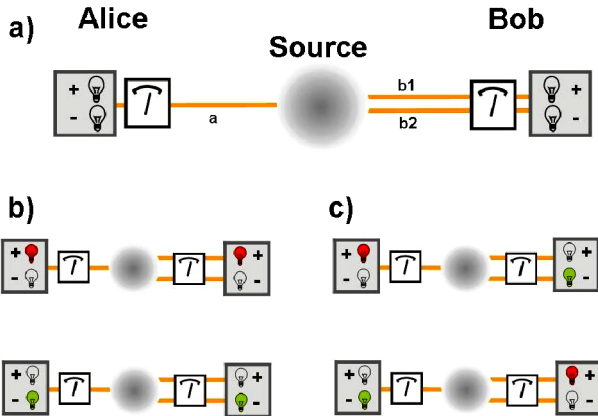 a)
Alice
Source
Bob
+
-
a
b1
b2
+
-
b)
+
-
+
-
+
-
+
-
c)
+
-
+
-
+
-
+
-